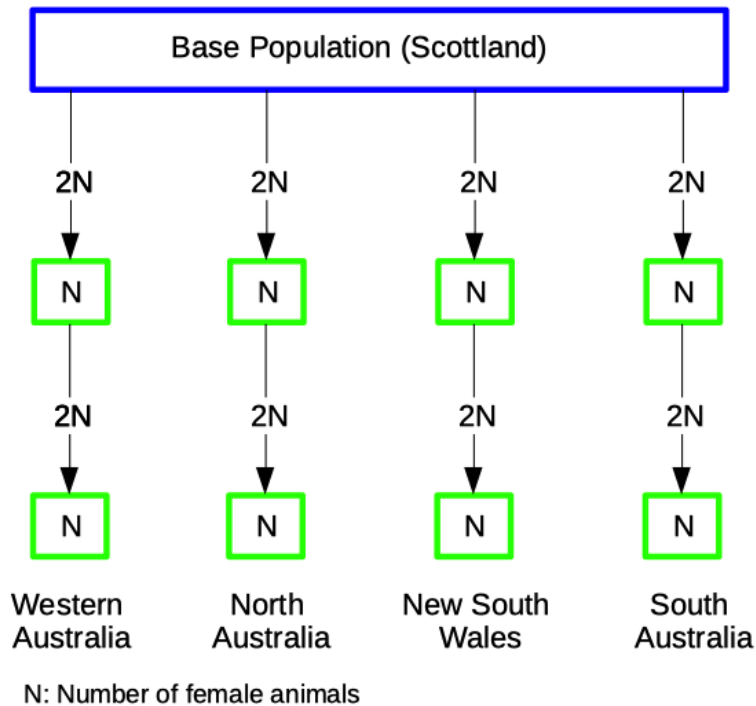 Base Population (Scottland)
2N 2N 2N 2N
N N N N
2N 2N 2N 2N
N N N N
Western North New South South
Australia Australia Wales Australia
N: Number of female animals